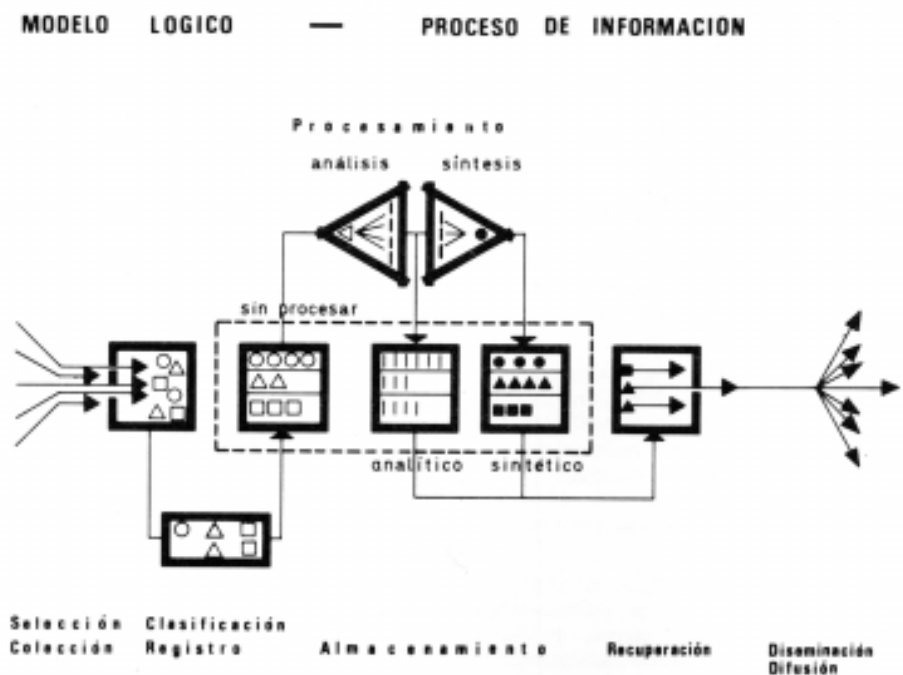 MODELO LOGICO — PROCESO DE INFORMACION
Procesamiento
análisis síntesis
sin procesar
analítico sintético
Selección Clasificación
Colección Registro Almacenamiento Recuperación Diseminación
Difusión